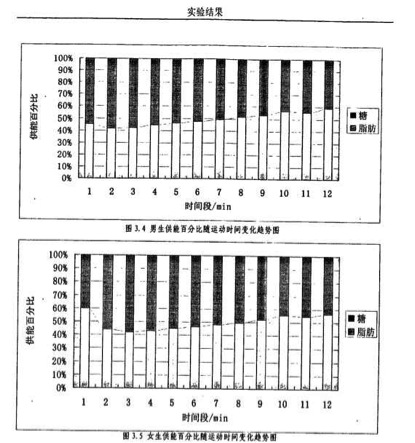 实验结果
100%
90%
80%
70%
60%
50%
40%
30%
20%
10%
0%
供能百分比
1 2 3 4 5 6 7 8 9 10 11 12
时间段/min
糖
脂肪
图 3.4 男生供能百分比随运动时间变化趋势图
100%
90%
80%
70%
60%
50%
40%
30%
20%
10%
0%
供能百分比
1 2 3 4 5 6 7 8 9 10 11 12
时间段/min
糖
脂肪
图 3.5 女生供能百分比随运动时间变化趋势图